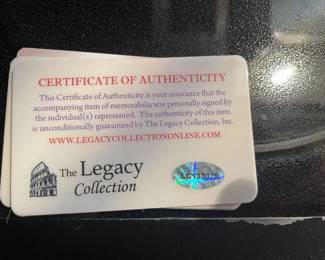 CERTIFICATE OF AUTHENTICITY
This Certificate of Authenticity is your assurance that the
accompanying item of memorabilia was personally signed by
the individual(s) represented. The authenticity of this item
is unconditionally guaranteed by The Legacy Collection, Inc.
WWW.LEGACYCOLLECTIONONLINE.COM
The Legacy
Collection